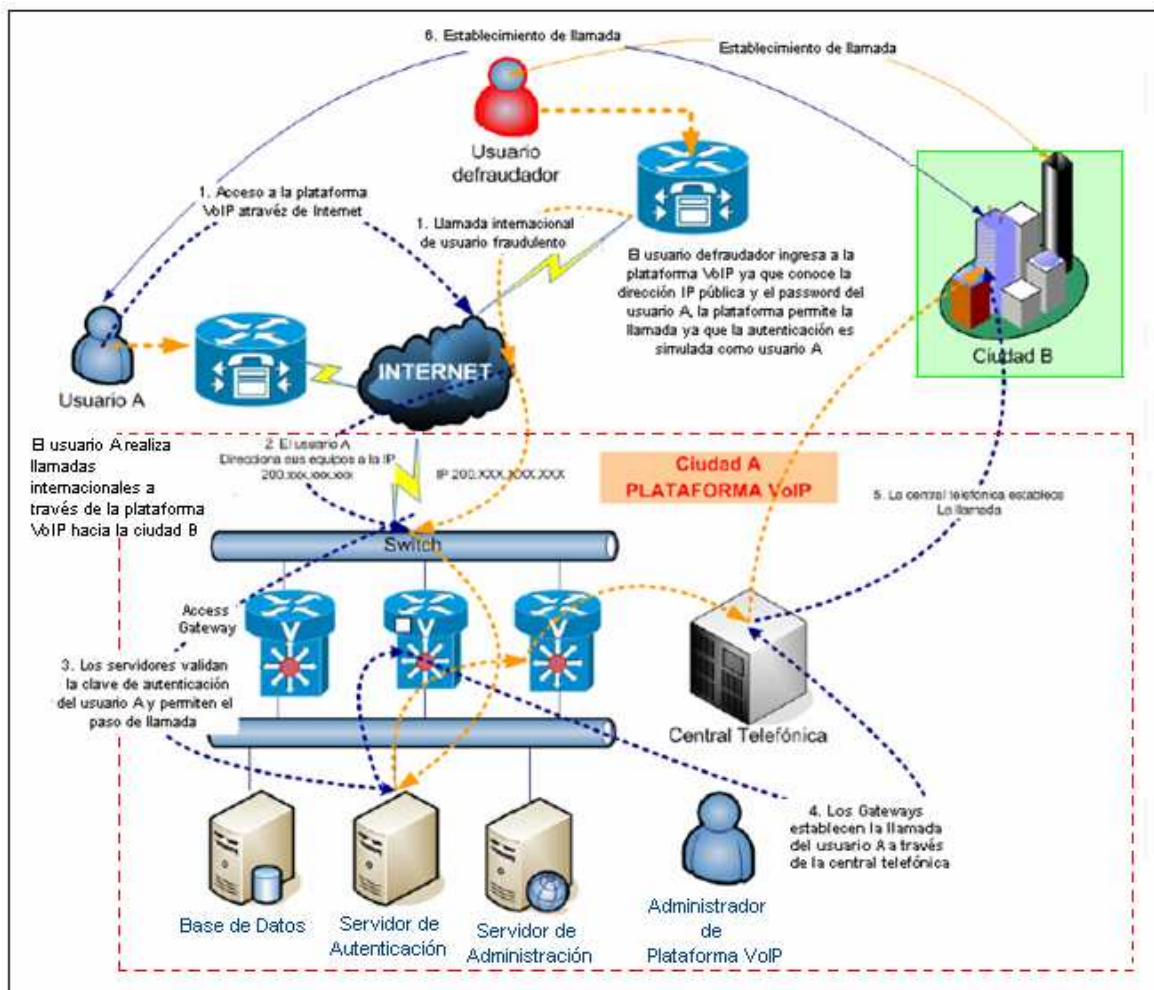 6. Establecimiento de llamada
Establecimiento de llamada
Usuario
defraudador
1. Acceso a la plataforma
VoIP atravéz de Internet
1. Llamada internacional
de usuario fraudulento
El usuario defraudador ingresa a la
plataforma VoIP ya que conoce la
dirección IP pública y el password del
usuario A, la plataforma permite la
llamada ya que la autenticación es
simulada como usuario A
Ciudad B
INTERNET
Usuario A
El usuario A realiza
llamadas
internacionales a
través de la plataforma
VoIP hacia la ciudad B
2. El usuario A
Direcciona sus equipos a la IP
200.xxx.xxx.xxx
IP 200.XXX.XXX.XXX
Ciudad A
PLATAFORMA VoIP
5. La central telefónica establece
La llamada
Switch
Access
Gateway
V
V
V
3. Los servidores validan
la clave de autenticación
del usuario A y permiten el
paso de llamada
Central Telefónica
4. Los Gateways
establecen la llamada
del usuario A a través
de la central telefónica
Base de Datos
Servidor de
Autenticación
Servidor de
Administración
Administrador
de
Plataforma VoIP